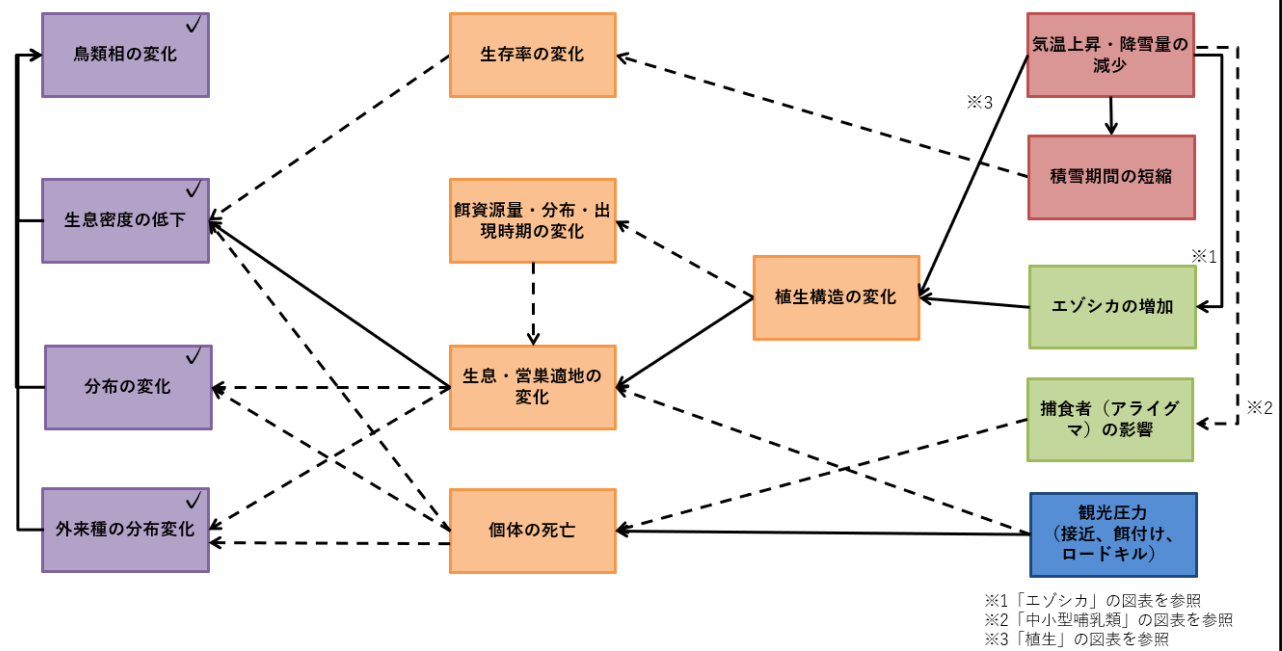 鳥類相の変化
✓
生存率の変化
気温上昇・降雪量の
減少
※3
積雪期間の短縮
生息密度の低下
✓
餌資源量・分布・出
現時期の変化
※1
植生構造の変化
エゾシカの増加
分布の変化
✓
生息・営巣適地の
変化
捕食者（アライグ
マ）の影響
※2
外来種の分布変化
✓
個体の死亡
観光圧力
（接近、餌付け、
ロードキル）
※1「エゾシカ」の図表を参照
※2「中小型哺乳類」の図表を参照
※3「植生」の図表を参照